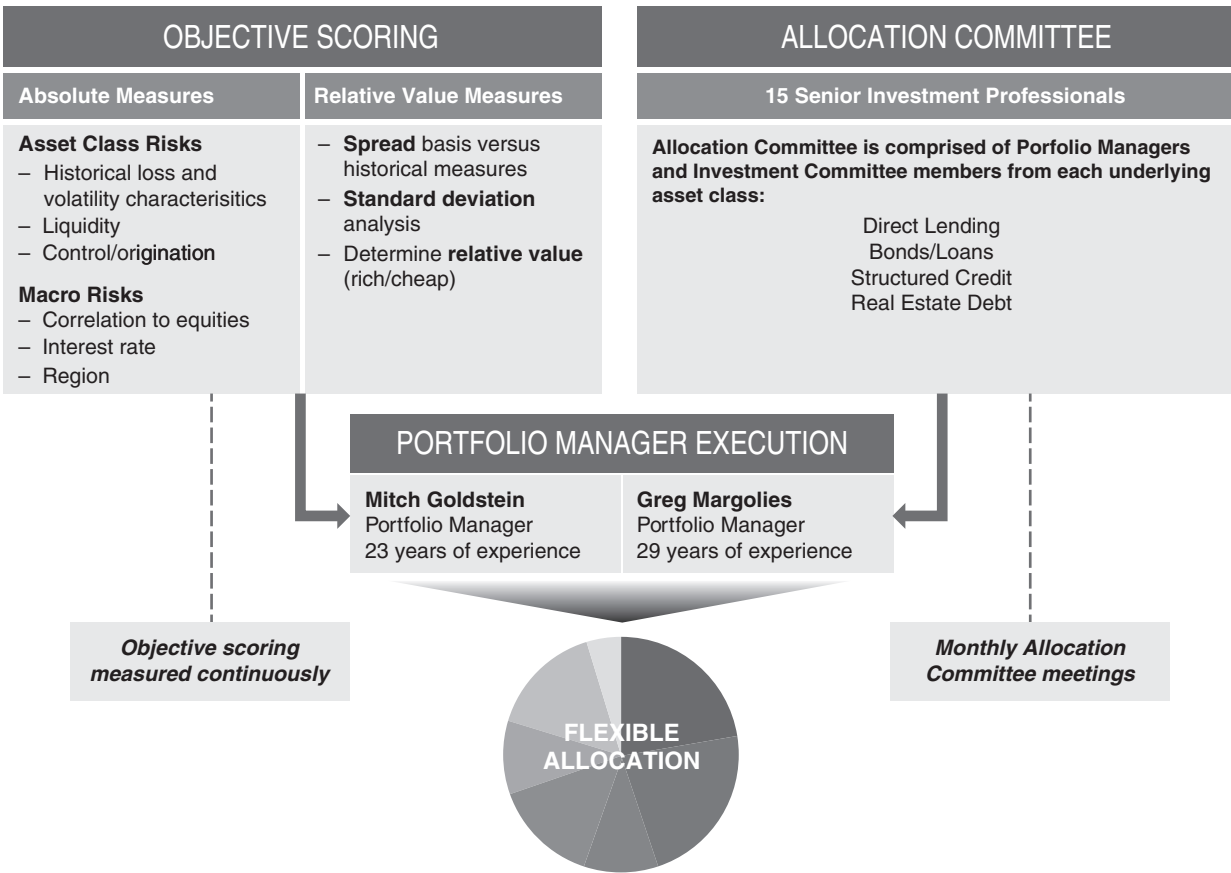 OBJECTIVE SCORING
Absolute Measures
Asset Class Risks
– Historical loss and
volatility characterisitics
– Liquidity
– Control/origination
Macro Risks
– Correlation to equities
– Interest rate
– Region
Relative Value Measures
– Spread basis versus
historical measures
– Standard deviation
analysis
– Determine relative value
(rich/cheap)
ALLOCATION COMMITTEE
15 Senior Investment Professionals
Allocation Committee is comprised of Porfolio Managers
and Investment Committee members from each underlying
asset class:
Direct Lending
Bonds/Loans
Structured Credit
Real Estate Debt
PORTFOLIO MANAGER EXECUTION
Mitch Goldstein
Portfolio Manager
23 years of experience
Greg Margolies
Portfolio Manager
29 years of experience
Objective scoring
measured continuously
Monthly Allocation
Committee meetings
FLEXIBLE
ALLOCATION